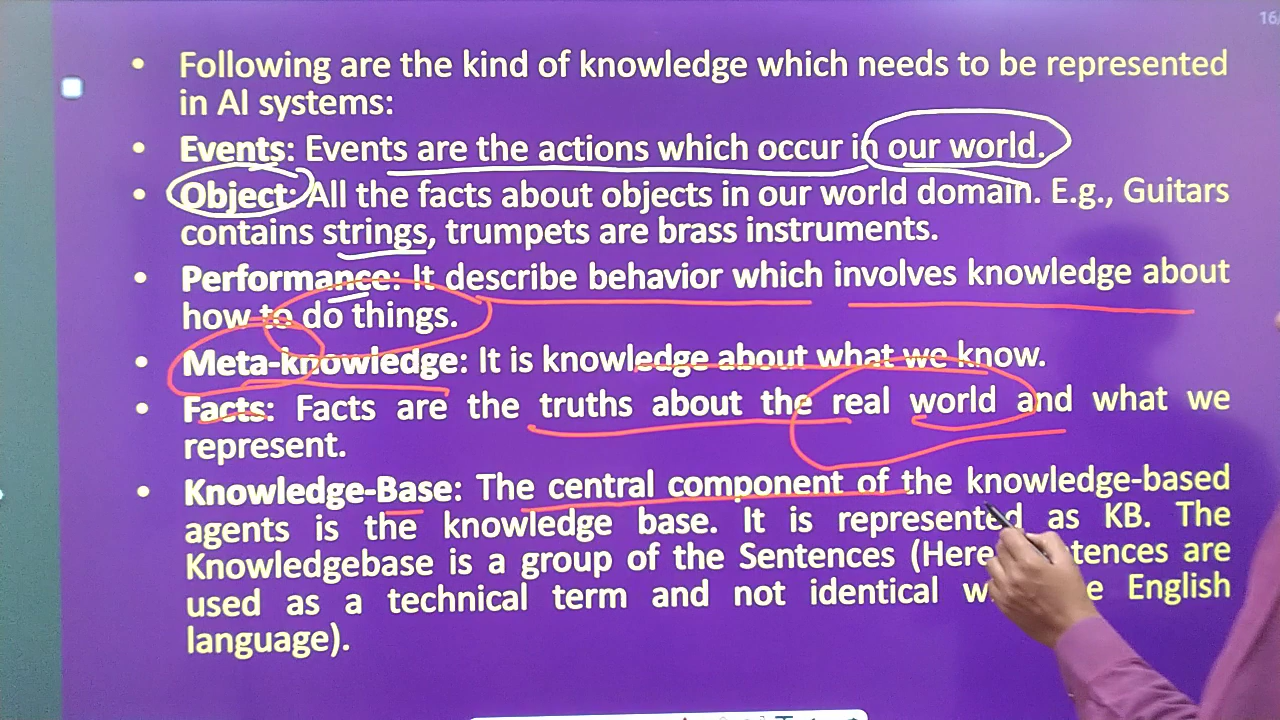 16
• Following are the kind of knowledge which needs to be represented
in AI systems:
• Events: Events are the actions which occur in our world.
• Object: All the facts about objects in our world domain. E.g., Guitars
contains strings, trumpets are brass instruments.
• Performance: It describe behavior which involves knowledge about
how to do things.
• Meta-knowledge: It is knowledge about what we know.
• Facts: Facts are the truths about the real world and what we
represent.
• Knowledge-Base: The central component of the knowledge-based
agents is the knowledge base. It is represented as KB. The
Knowledgebase is a group of the Sentences (Here are
used as a technical term and not identical English
language).